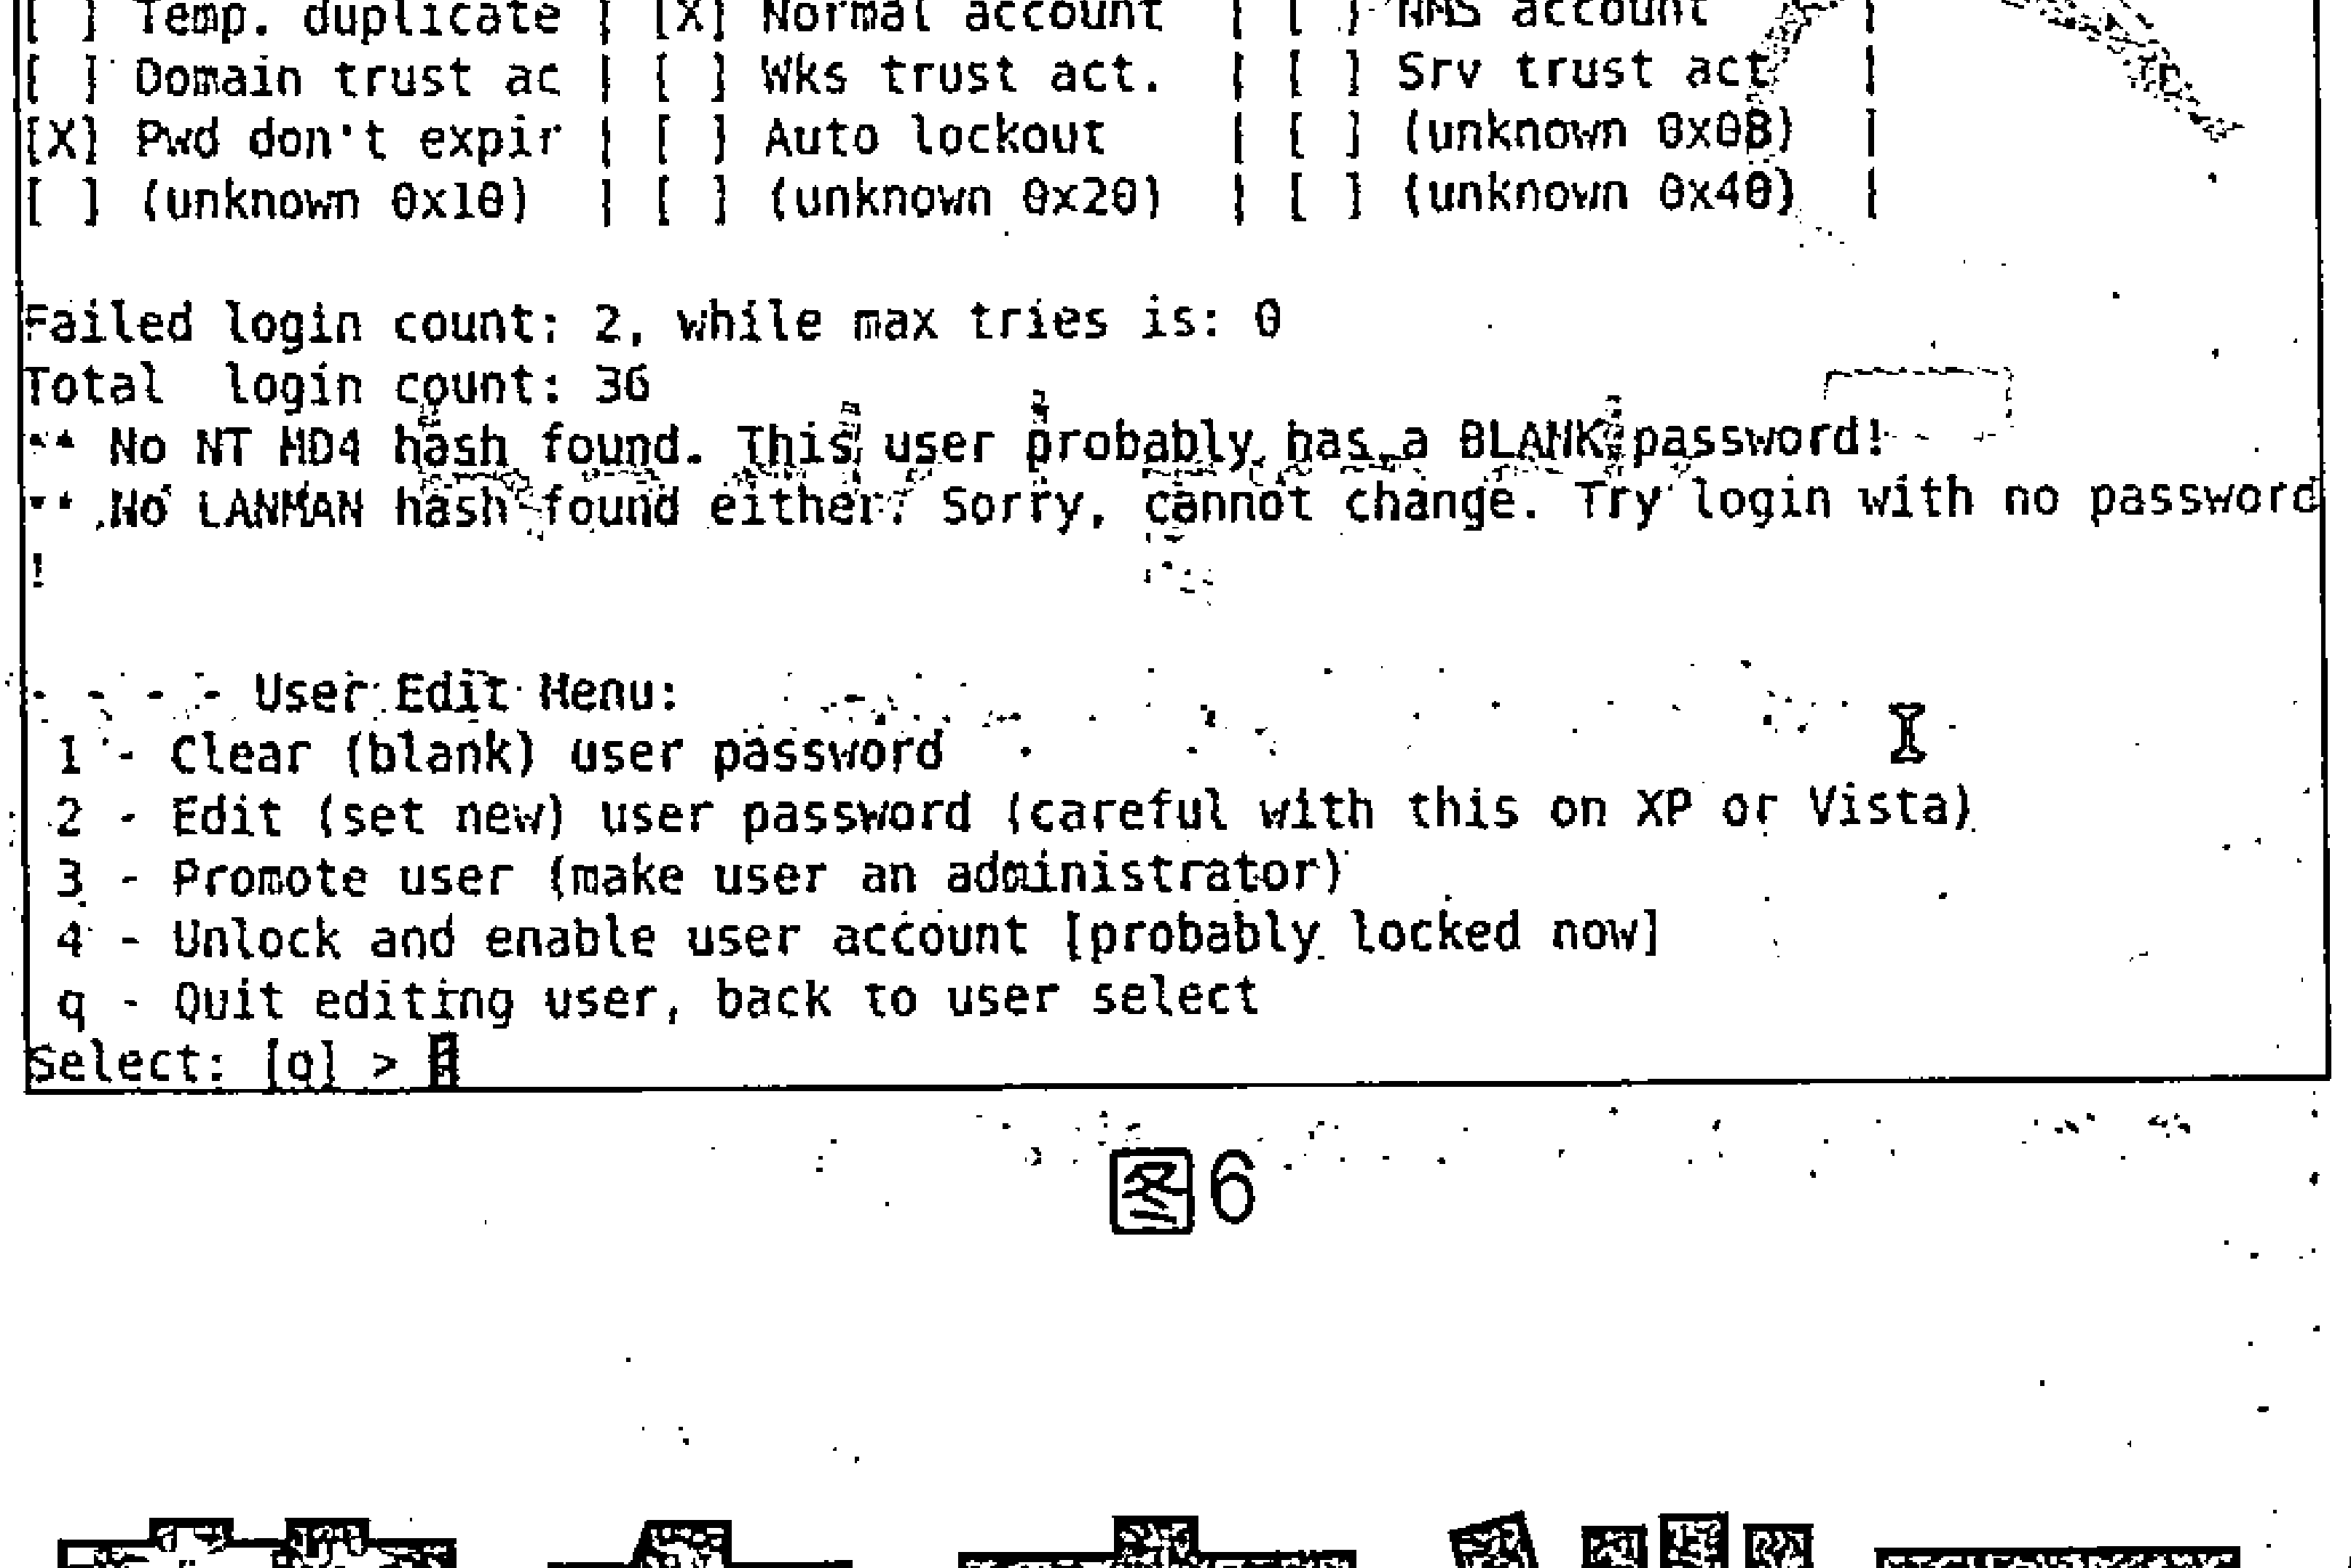 [ ] Temp. duplicate | [X] Normal account | [ ] NMS account |
[ ] Domain trust ac | [ ] Wks trust act. | [ ] Srv trust act |
[X] Pwd don't expir | [ ] Auto lockout | [ ] (unknown 0x08) |
[ ] (unknown 0x10) | [ ] (unknown 0x20) | [ ] (unknown 0x40) |
Failed login count: 2, while max tries is: 0
Total login count: 36
** No NT MD4 hash found. This user probably has a BLANK password!
** No LANMAN hash found either. Sorry, cannot change. Try login with no password
!
- - - - User Edit Menu:
1 - Clear (blank) user password
2 - Edit (set new) user password (careful with this on XP or Vista)
3 - Promote user (make user an administrator)
4 - Unlock and enable user account [probably locked now]
q - Quit editing user, back to user select
Select: [q] >
图6